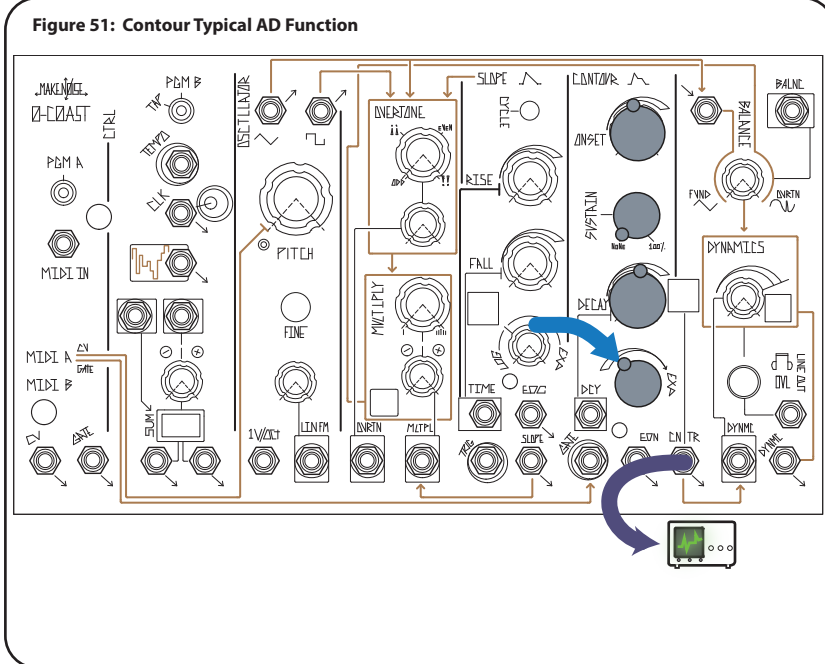 Figure 51: Contour Typical AD Function
MAKENOISE
0-COAST
CTRL
PGM A
MIDI IN
PGM B
TAP
TEMPO
CLK
MIDI A
CV
GATE
MIDI B
CV
GATE
SUM
OSCILLATOR
PITCH
FINE
1V/OCT
LIN FM
OVERTONE
¡¡
EVEN
ODD
!!
MULTIPLY
OVRTN
MLTPL
SLOPE
CYCLE
RISE
FALL
LOG
EXP
TIME
EOC
TRIG
SLOPE
CONTOUR
ONSET
SUSTAIN
NONE
100%
DECAY
EXP
DCY
GATE
EON
CNTR
BALANCE
BALNC
FUND
OVRTN
DYNAMICS
LINE OUT
OVL
DYNMC
DYNMC